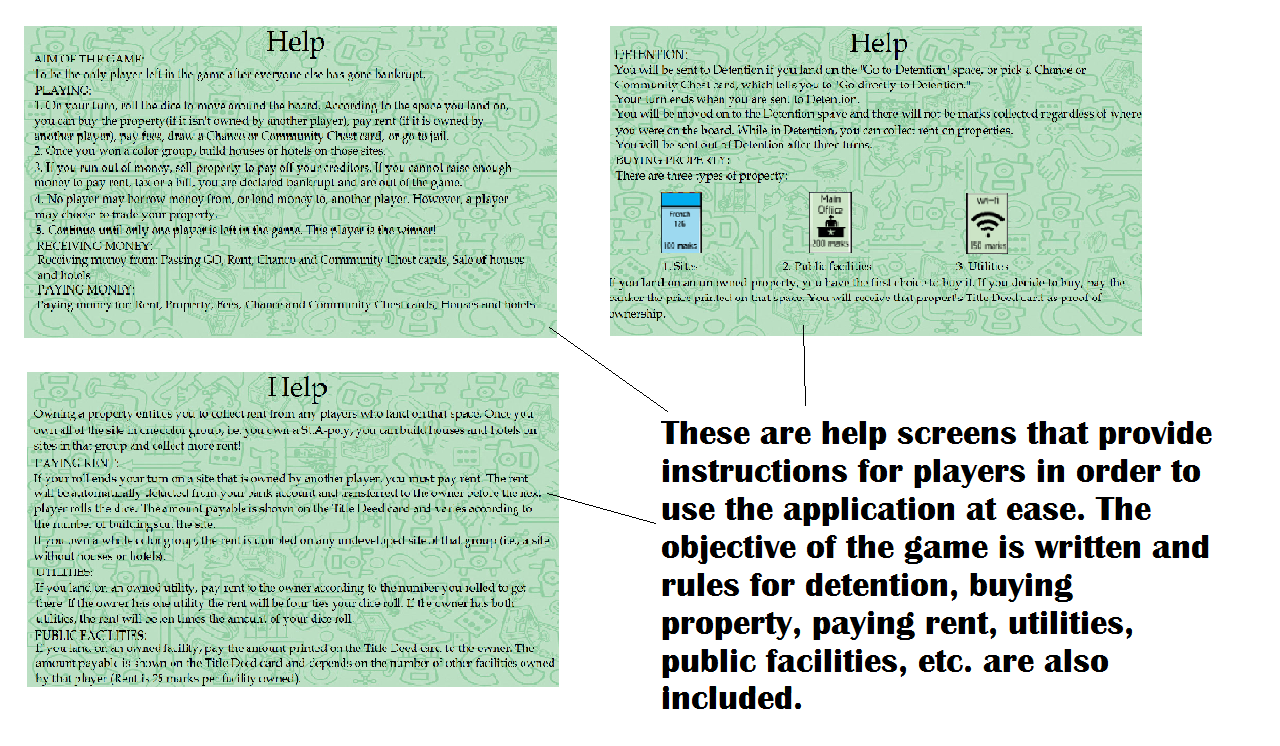 Help
AIM OF THE GAME:
To be the only player left in the game after everyone else has gone bankrupt.
PLAYING:
1. On your turn, roll the dice to move around the board. According to the space you land on,
you can buy the property(if it isn't owned by another player), pay rent (if it is owned by
another player), pay fees, draw a Chance or Community Chest card, or go to jail.
2. Once you won a color group, build houses or hotels on those sites.
3. If you run out of money, sell property to pay off your creditors. If you cannot raise enough
money to pay rent, tax or a bill, you are declared bankrupt and are out of the game.
4. No player may borrow money from, or lend money to, another player. However, a player
may choose to trade your property.
5. Continue until only one player is left in the game. This player is the winner!
RECEIVING MONEY:
Receiving money from: Passing GO, Rent, Chance and Community Chest cards, Sale of houses
and hotels
PAYING MONEY:
Paying money for: Rent, Property, Fees, Chance and Community Chest cards, Houses and hotels
Help
DETENTION:
You will be sent to Detention if you land on the "Go to Detention" space, or pick a Chance or
Community Chest card, which tells you to "Go directly to Detention."
Your turn ends when you are sent to Detention.
You will be moved on to the Detention space and there will not be marks collected regardless of where
you were on the board. While in Detention, you can collect rent on properties.
You will be sent out of Detention after three turns.
BUYING PROPERTY:
There are three types of property:
French
12G
100 marks
Main
Office
200 marks
Wi-fi
150 marks
1. Sites
2. Public facilities
3. Utilities
If you land on an unowned property, you have the first choice to buy it. If you decide to buy, pay the
banker the price printed on that space. You will receive that propert's Title Deed card as proof of
ownership.
Help
Owning a property entitles you to collect rent from any players who land on that space. Once you
own all of the site in one color group, i.e. you own a St.A-poly, you can build houses and hotels on
sites in that group and collect more rent!
PAYING RENT:
If your roll ends your turn on a site that is owned by another player, you must pay rent. The rent
will be automatically deducted from your bank account and transferred to the owner before the next
player rolls the dice. The amount payable is shown on the Title Deed card and varies according to
the number of buildings on the site.
If you own a whole color group, the rent is doubled on any undeveloped site of that group (i.e., a site
without houses or hotels).
UTILITIES:
If you land on an owned utility, pay rent to the owner according to the number you rolled to get
there. If the owner has one utility the rent will be four ties your dice roll. If the owner has both
utilities, the rent will be ten times the amount of your dice roll
PUBLIC FACILITIES:
If you land on an owned facility, pay the amount printed on the Title Deed card to the owner. The
amount payable is shown on the Title Deed card and depends on the number of other facilities owned
by that player (Rent is 25 marks per facility owned).
These are help screens that provide
instructions for players in order to
use the application at ease. The
objective of the game is written and
rules for detention, buying
property, paying rent, utilities,
public facilities, etc. are also
included.